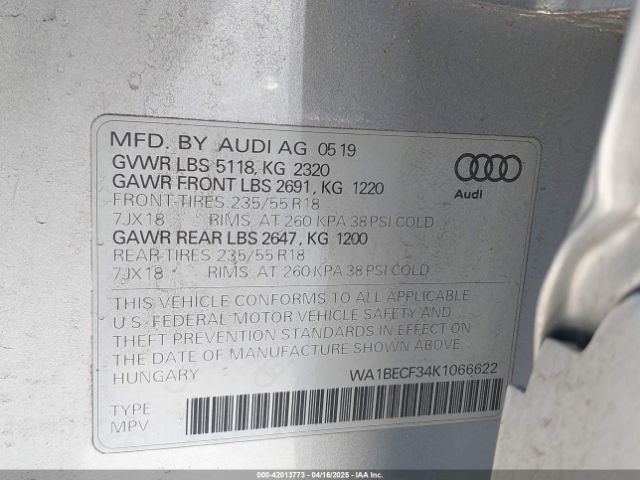 MFD. BY AUDI AG 05 19
GVWR LBS 5118, KG 2320
GAWR FRONT LBS 2691, KG 1220
FRONT-TIRES 235/55 R18
7JX18 RIMS AT 260 KPA 38 PSI COLD
GAWR REAR LBS 2647, KG 1200
REAR-TIRES 235/55 R18
7JX18 RIMS AT 260 KPA 38 PSI COLD
Audi
THIS VEHICLE CONFORMS TO ALL APPLICABLE
U.S. FEDERAL MOTOR VEHICLE SAFETY AND
THEFT PREVENTION STANDARDS IN EFFECT ON
THE DATE OF MANUFACTURE SHOWN ABOVE.
HUNGARY WA1BECF34K1066622
TYPE
MPV
000-42013773 - 04/16/2025 - IAAI.COM